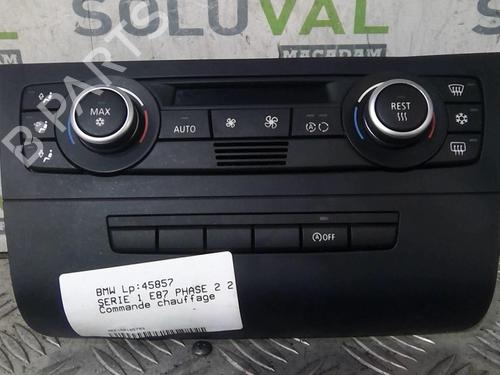 SOLUVAL
MACADAM
B-PARTS
MAX
AUTO
A
REST
A OFF
BMW Lp:45857
SERIE 1 E87 PHASE 2 2
Commande chauffage